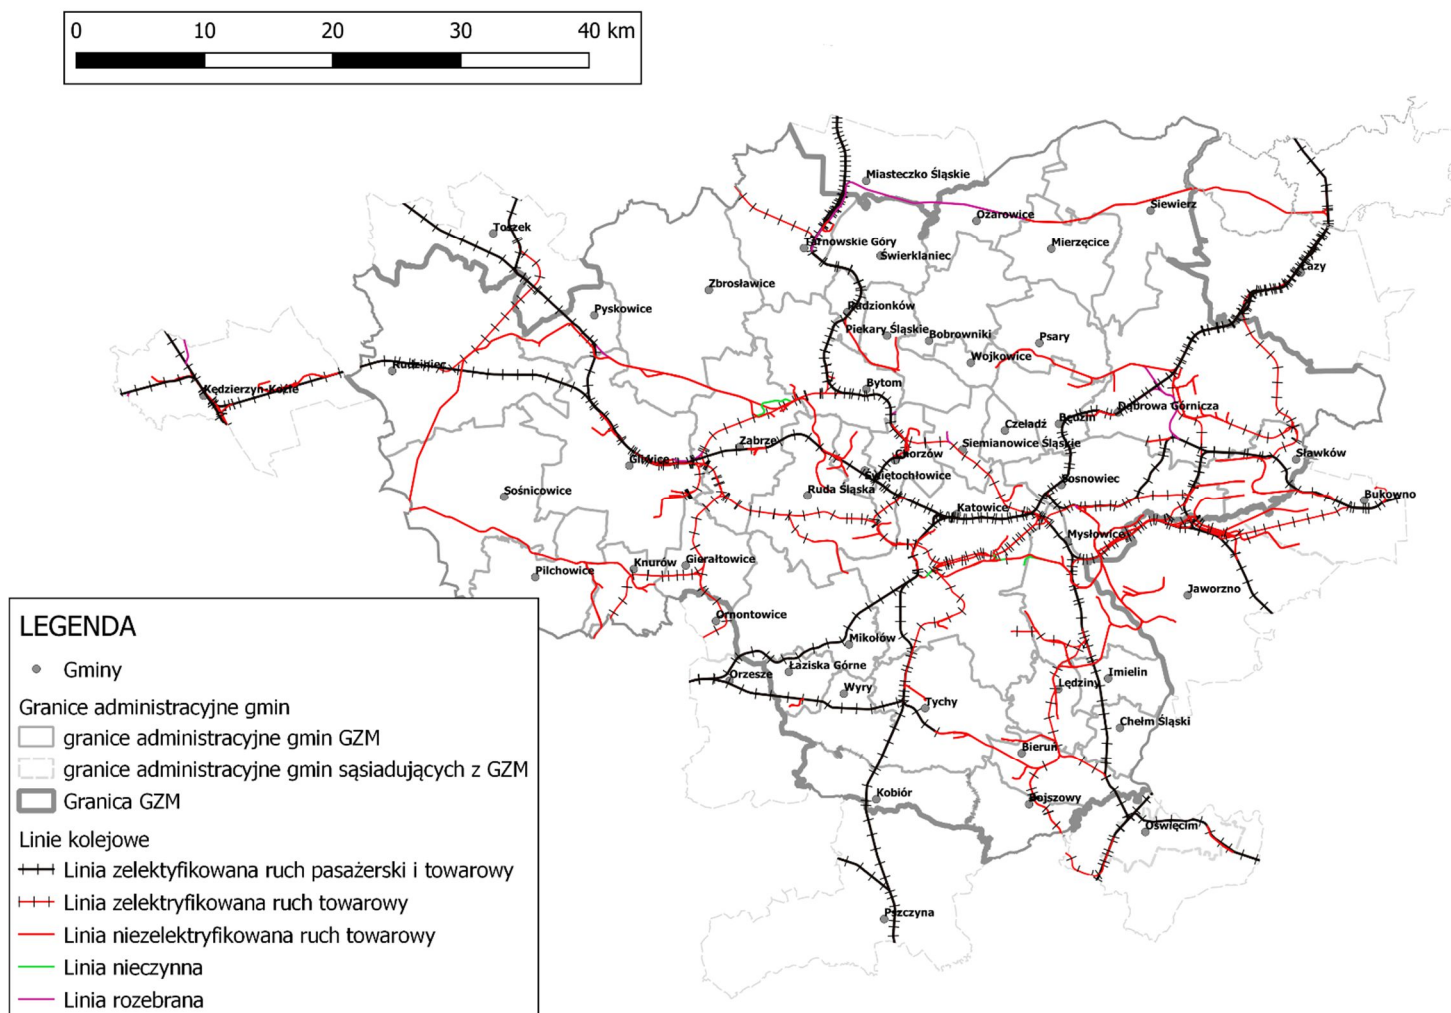 0 10 20 30 40 km
Miasteczko Śląskie
Siewierz
Ożarowice
Toszek
Tarnowskie Góry
Mierzęcice
Świerklaniec
Łazy
Zbrosławice
Radzionków
Pyskowice
Piekary Śląskie
Bobrowniki
Psary
Wojkowice
Rudziniec
Kędzierzyn-Koźle
Bytom
Dąbrowa Górnicza
Czeladź
Będzin
Zabrze
Siemianowice Śląskie
Chorzów
Sławków
Gliwice
Świętochłowice
Sosnowiec
Sośnicowice
Ruda Śląska
Bukowno
Katowice
Mysłowice
Gierałtowice
Knurów
Pilchowice
Jaworzno
Ornontowice
Mikołów
Łaziska Górne
Orzesze
Imielin
Wyry
Lędziny
Tychy
Chełm Śląski
Bieruń
Kobiór
Bojszowy
Oświęcim
Pszczyna
LEGENDA
Gminy
Granice administracyjne gmin
granice administracyjne gmin GZM
granice administracyjne gmin sąsiadujących z GZM
Granica GZM
Linie kolejowe
Linia zelektyfikowana ruch pasażerski i towarowy
Linia zelektryfikowana ruch towarowy
Linia niezelektryfikowana ruch towarowy
Linia nieczynna
Linia rozebrana